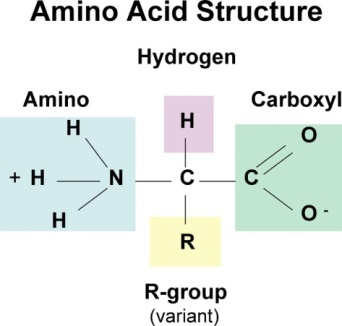 Amino Acid Structure
Hydrogen
Amino
Carboxyl
H
H
O
+ H
N
C
C
H
O -
R
R-group
(variant)